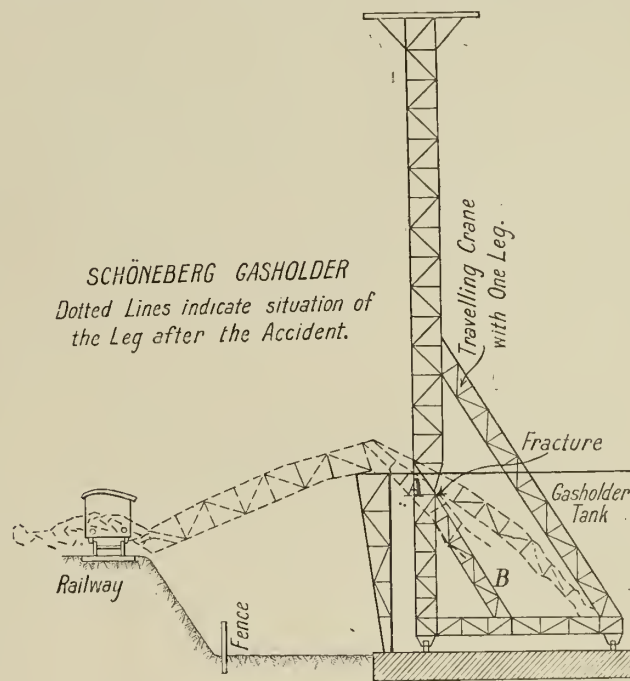 SCHÖNEBERG GASHOLDER
Dotted Lines indicate situation of
the Leg after the Accident.
Travelling Crane
with One Leg.
Fracture
A
Gasholder
Tank
B
Railway
Fence